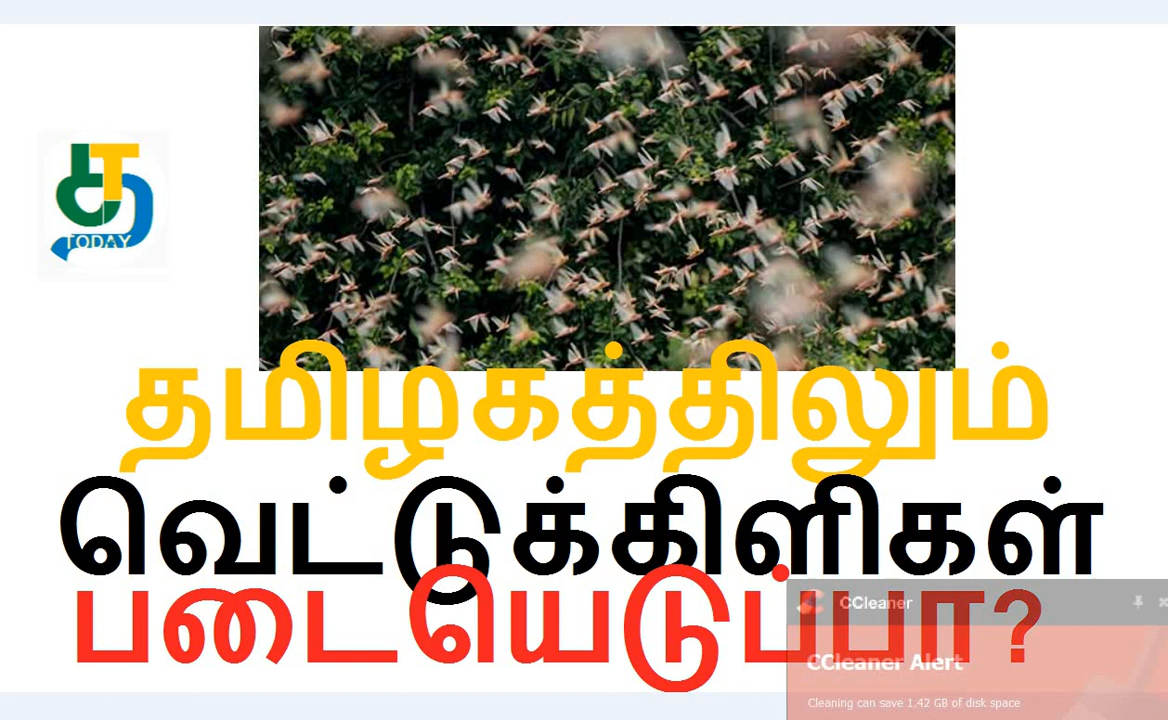 TODAY
தமிழகத்திலும்
வெட்டுக்கிளிகள்
படையெடுப்பா?
CCleaner
CCleaner Alert
Cleaning can save 1.42 GB of disk space